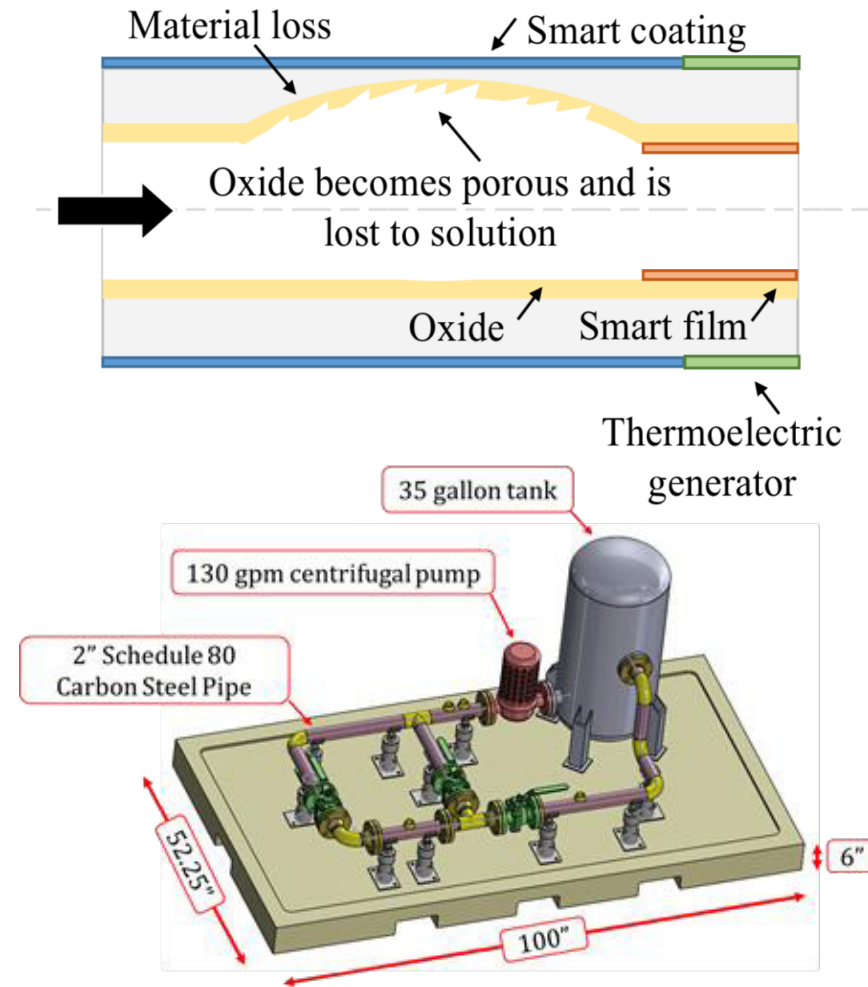 Material loss
Smart coating
Oxide becomes porous and is
lost to solution
Oxide
Smart film
Thermoelectric
generator
35 gallon tank
130 gpm centrifugal pump
2” Schedule 80
Carbon Steel Pipe
52.25”
6”
100”